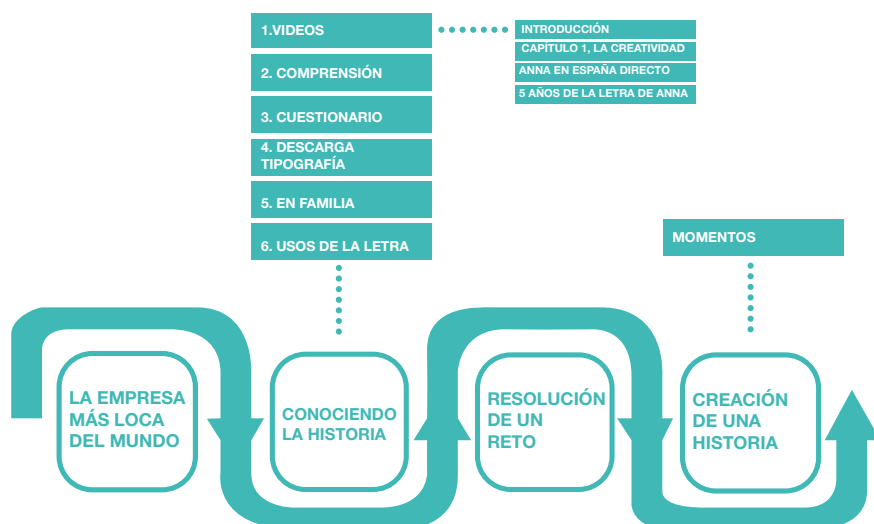 1.VIDEOS
2. COMPRENSIÓN
3. CUESTIONARIO
4. DESCARGA
TIPOGRAFÍA
5. EN FAMILIA
6. USOS DE LA LETRA
INTRODUCCIÓN
CAPÍTULO 1, LA CREATIVIDAD
ANNA EN ESPAÑA DIRECTO
5 AÑOS DE LA LETRA DE ANNA
MOMENTOS
LA EMPRESA
MÁS LOCA
DEL MUNDO
CONOCIENDO
LA HISTORIA
RESOLUCIÓN
DE UN
RETO
CREACIÓN
DE UNA
HISTORIA